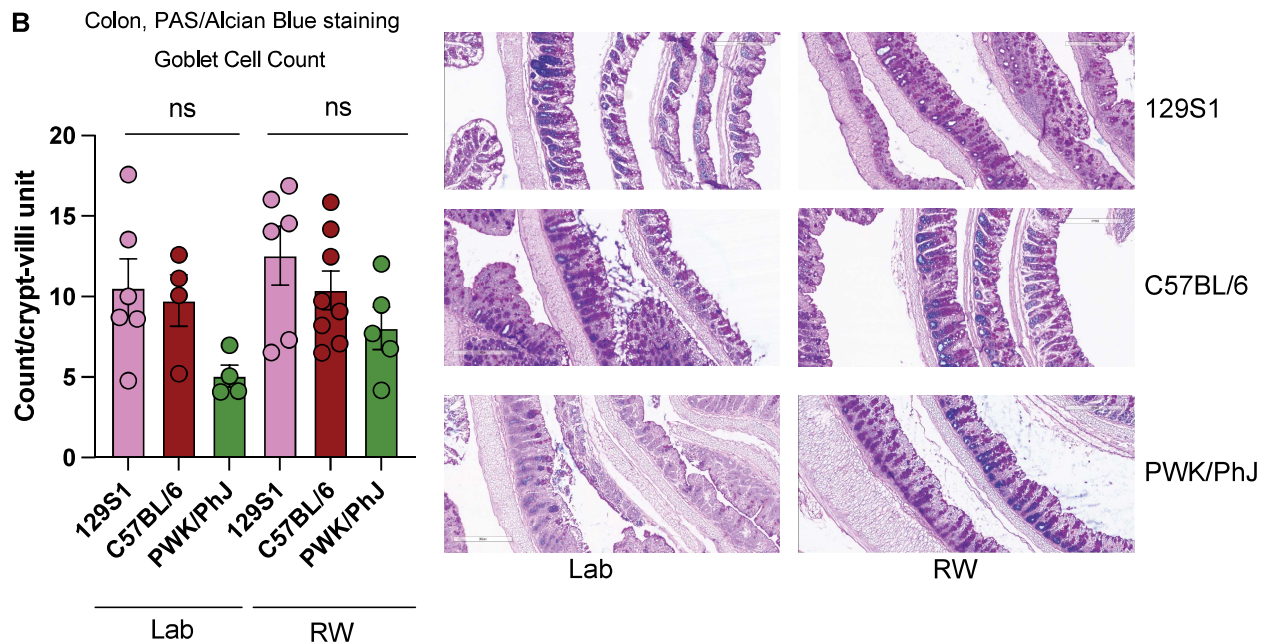 B
Colon, PAS/Alcian Blue staining
Goblet Cell Count
ns
ns
Count/crypt-villi unit
20
15
10
5
0
129S1
C57BL/6
PWK/PhJ
129S1
C57BL/6
PWK/PhJ
Lab
RW
129S1
C57BL/6
PWK/PhJ
Lab
RW